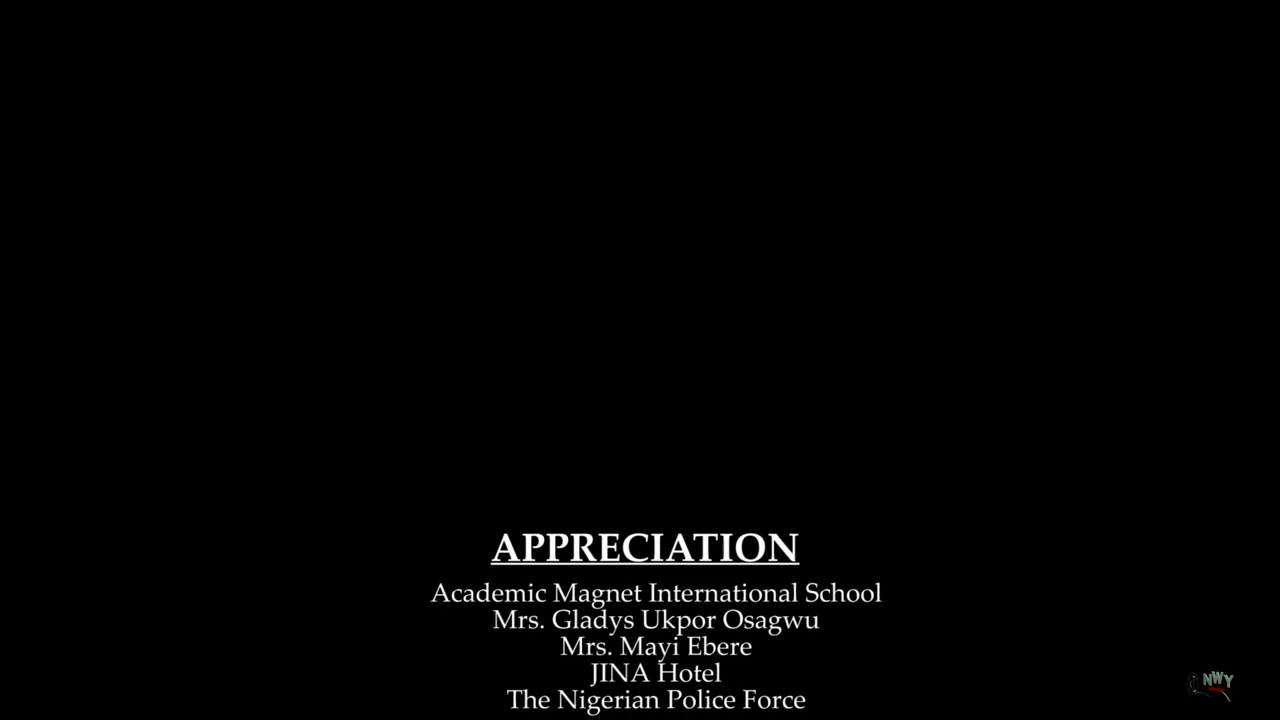 APPRECIATION
Academic Magnet International School
Mrs. Gladys Ukpor Osagwu
Mrs. Mayi Ebere
JINA Hotel
The Nigerian Police Force
NWY